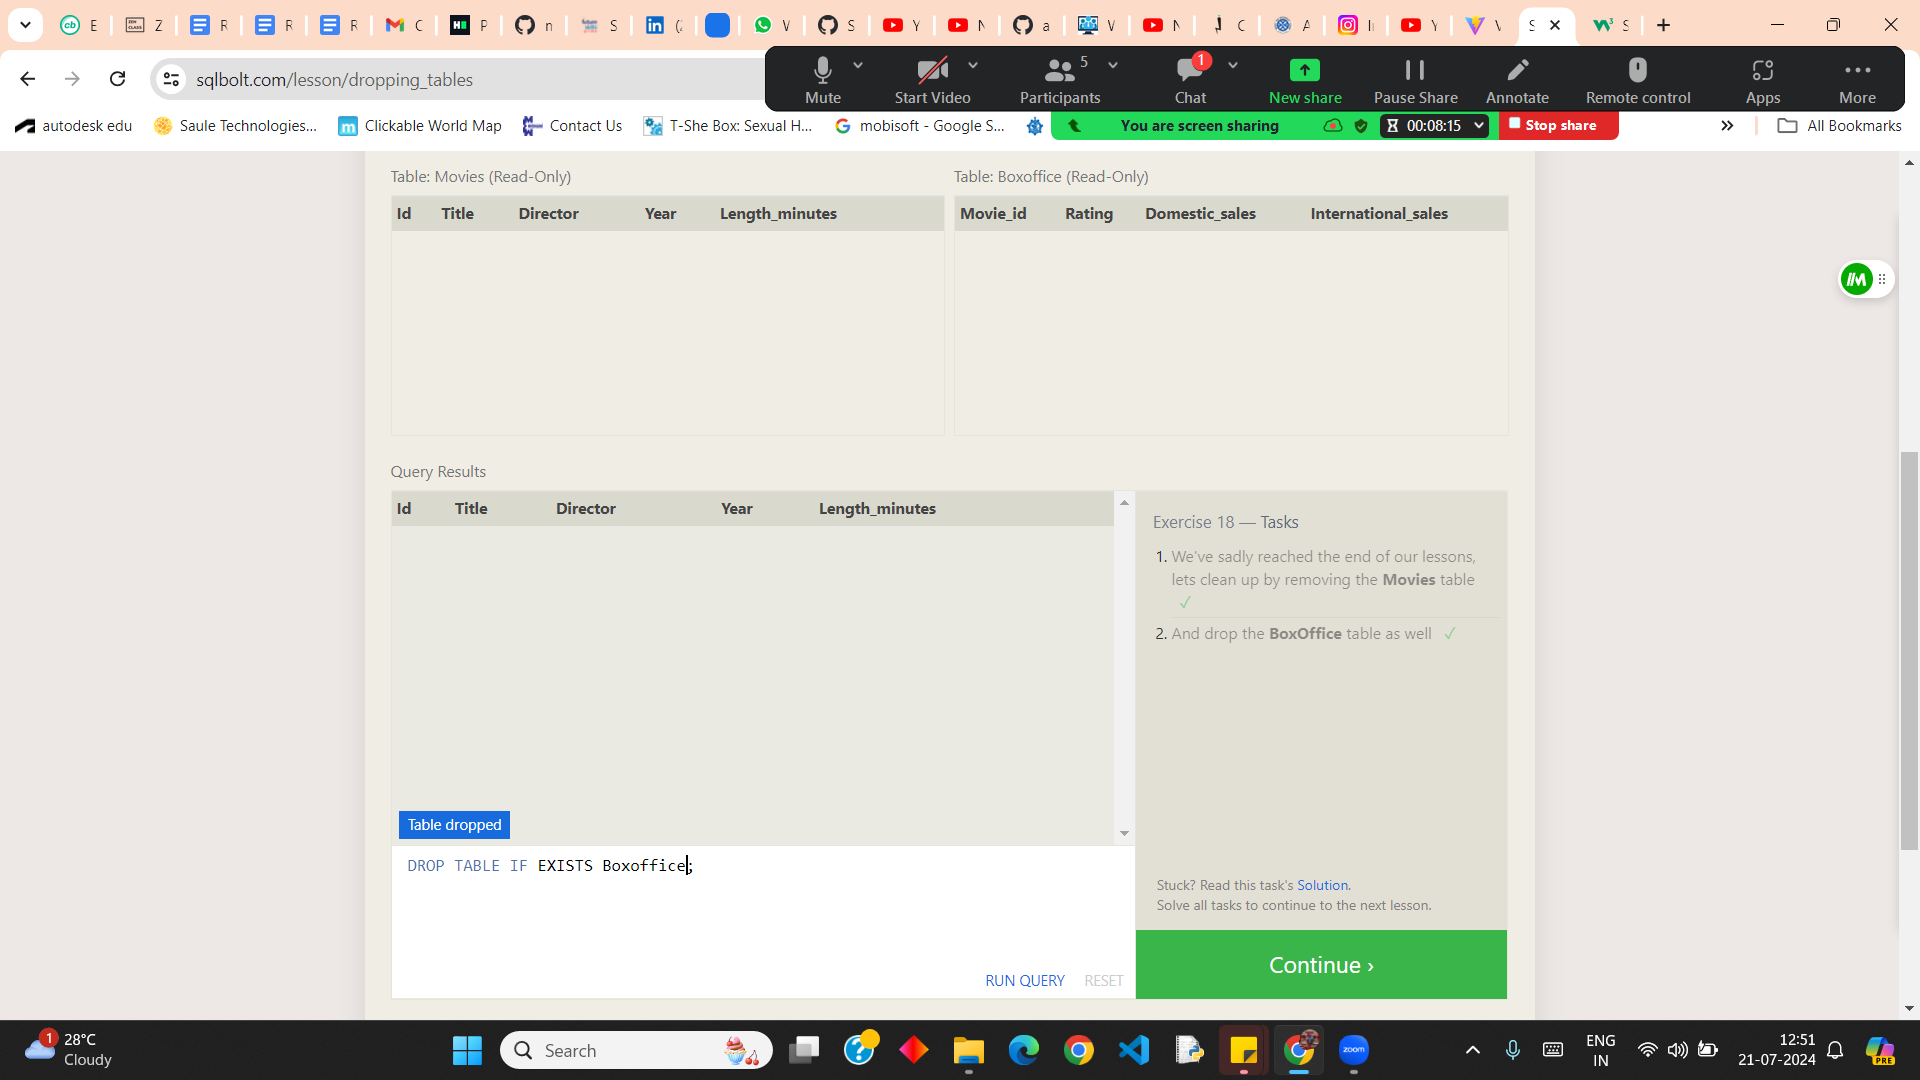 E
Z
R
R
R
C
P
n
S
(2
V
S
Y
N
a
V
N
C
A
Y
V
S
S
sqlbolt.com/lesson/dropping_tables
Mute
Start Video
5
Participants
1
Chat
New share
Pause Share
Annotate
Remote control
Apps
More
autodesk edu
Saule Technologies...
Clickable World Map
Contact Us
T-She Box: Sexual H...
mobisoft - Google S...
You are screen sharing
00:08:15
Stop share
All Bookmarks
Table: Movies (Read-Only)
Table: Boxoffice (Read-Only)
Id Title Director Year Length_minutes
Movie_id Rating Domestic_sales International_sales
Query Results
Id Title Director Year Length_minutes
Exercise 18 — Tasks
1. We've sadly reached the end of our lessons,
lets clean up by removing the Movies table
✓
2. And drop the BoxOffice table as well ✓
Table dropped
DROP TABLE IF EXISTS Boxoffice;
Stuck? Read this task's Solution.
Solve all tasks to continue to the next lesson.
RUN QUERY RESET
Continue ›
1
28°C
Cloudy
Search
zoom
ENG
IN
12:51
21-07-2024
PRE